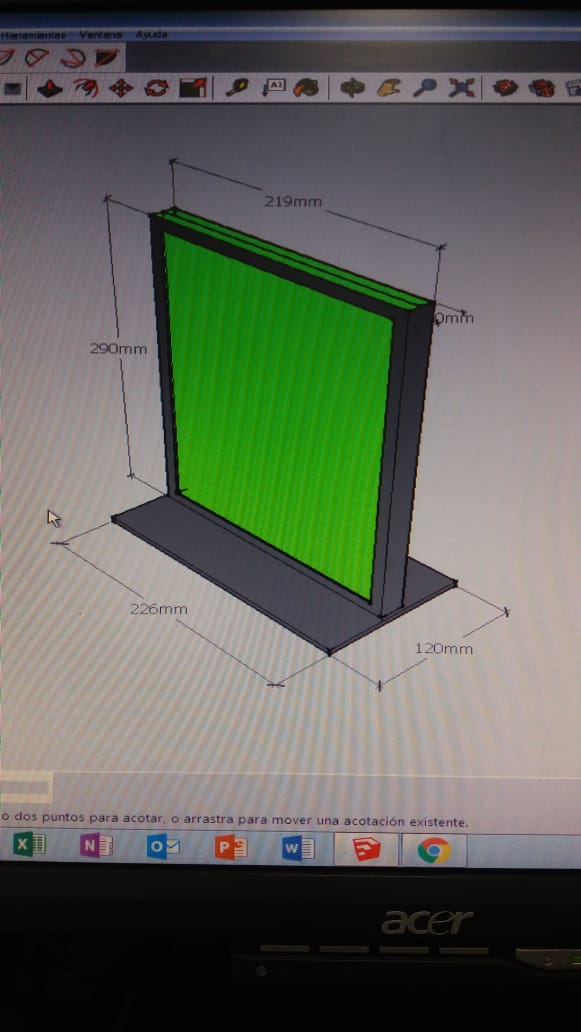 Herramientas Ventana Ayuda
A1
219mm
0mm
290mm
226mm
120mm
o dos puntos para acotar, o arrastra para mover una acotación existente.
X
N
O
P
W
acer